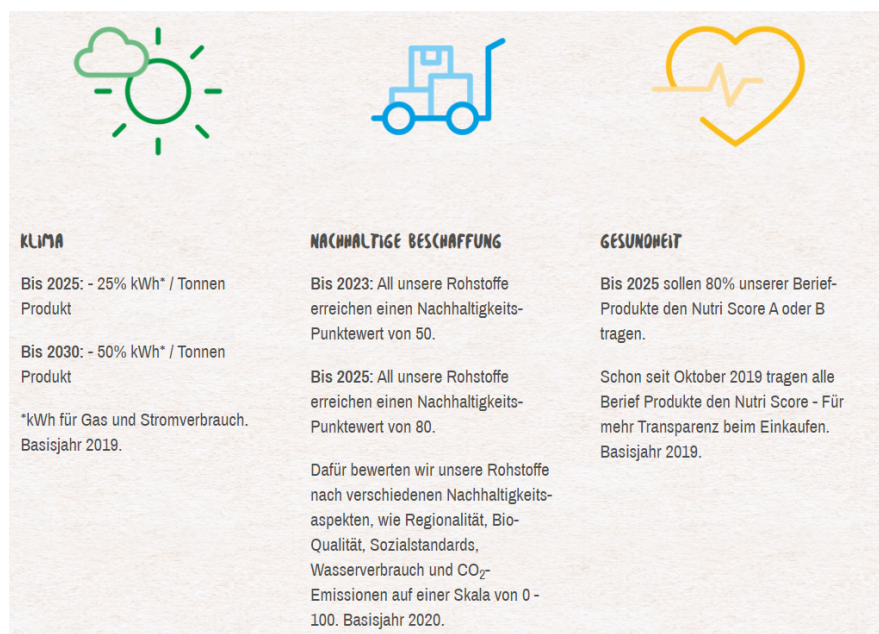 KLIMA
Bis 2025: - 25% kWh* / Tonnen
Produkt
Bis 2030: - 50% kWh* / Tonnen
Produkt
*kWh für Gas und Stromverbrauch.
Basisjahr 2019.
NACHHALTIGE BESCHAFFUNG
Bis 2023: All unsere Rohstoffe
erreichen einen Nachhaltigkeits-
Punktewert von 50.
Bis 2025: All unsere Rohstoffe
erreichen einen Nachhaltigkeits-
Punktewert von 80.
Dafür bewerten wir unsere Rohstoffe
nach verschiedenen Nachhaltigkeits-
aspekten, wie Regionalität, Bio-
Qualität, Sozialstandards,
Wasserverbrauch und CO₂-
Emissionen auf einer Skala von 0 -
100. Basisjahr 2020.
GESUNDHEIT
Bis 2025 sollen 80% unserer Berief-
Produkte den Nutri Score A oder B
tragen.
Schon seit Oktober 2019 tragen alle
Berief Produkte den Nutri Score - Für
mehr Transparenz beim Einkaufen.
Basisjahr 2019.